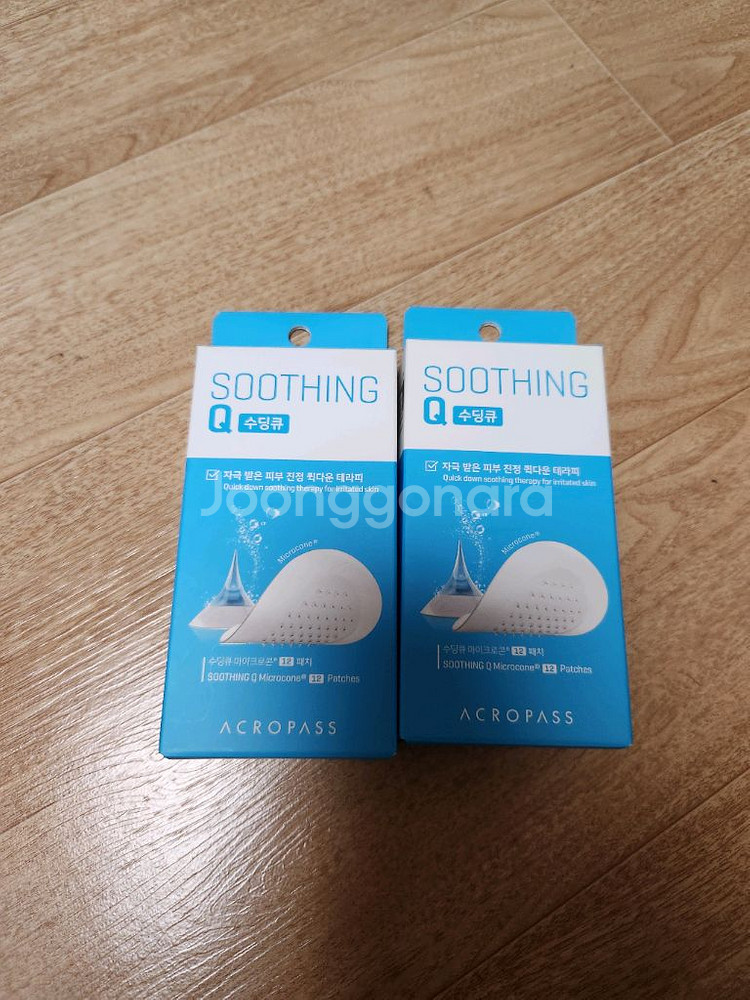 SOOTHING
Q 수딩큐
자극 받은 피부 진정 퀵다운 테라피
Quick down soothing therapy for irritated skin
Microcone®
수딩큐 마이크로콘® 12 패치
SOOTHING Q Microcone® 12 Patches
ACROPASS
SOOTHING
Q 수딩큐
자극 받은 피부 진정 퀵다운 테라피
Quick down soothing therapy for irritated skin
Microcone®
수딩큐 마이크로콘® 12 패치
SOOTHING Q Microcone® 12 Patches
ACROPASS
Joonggonara